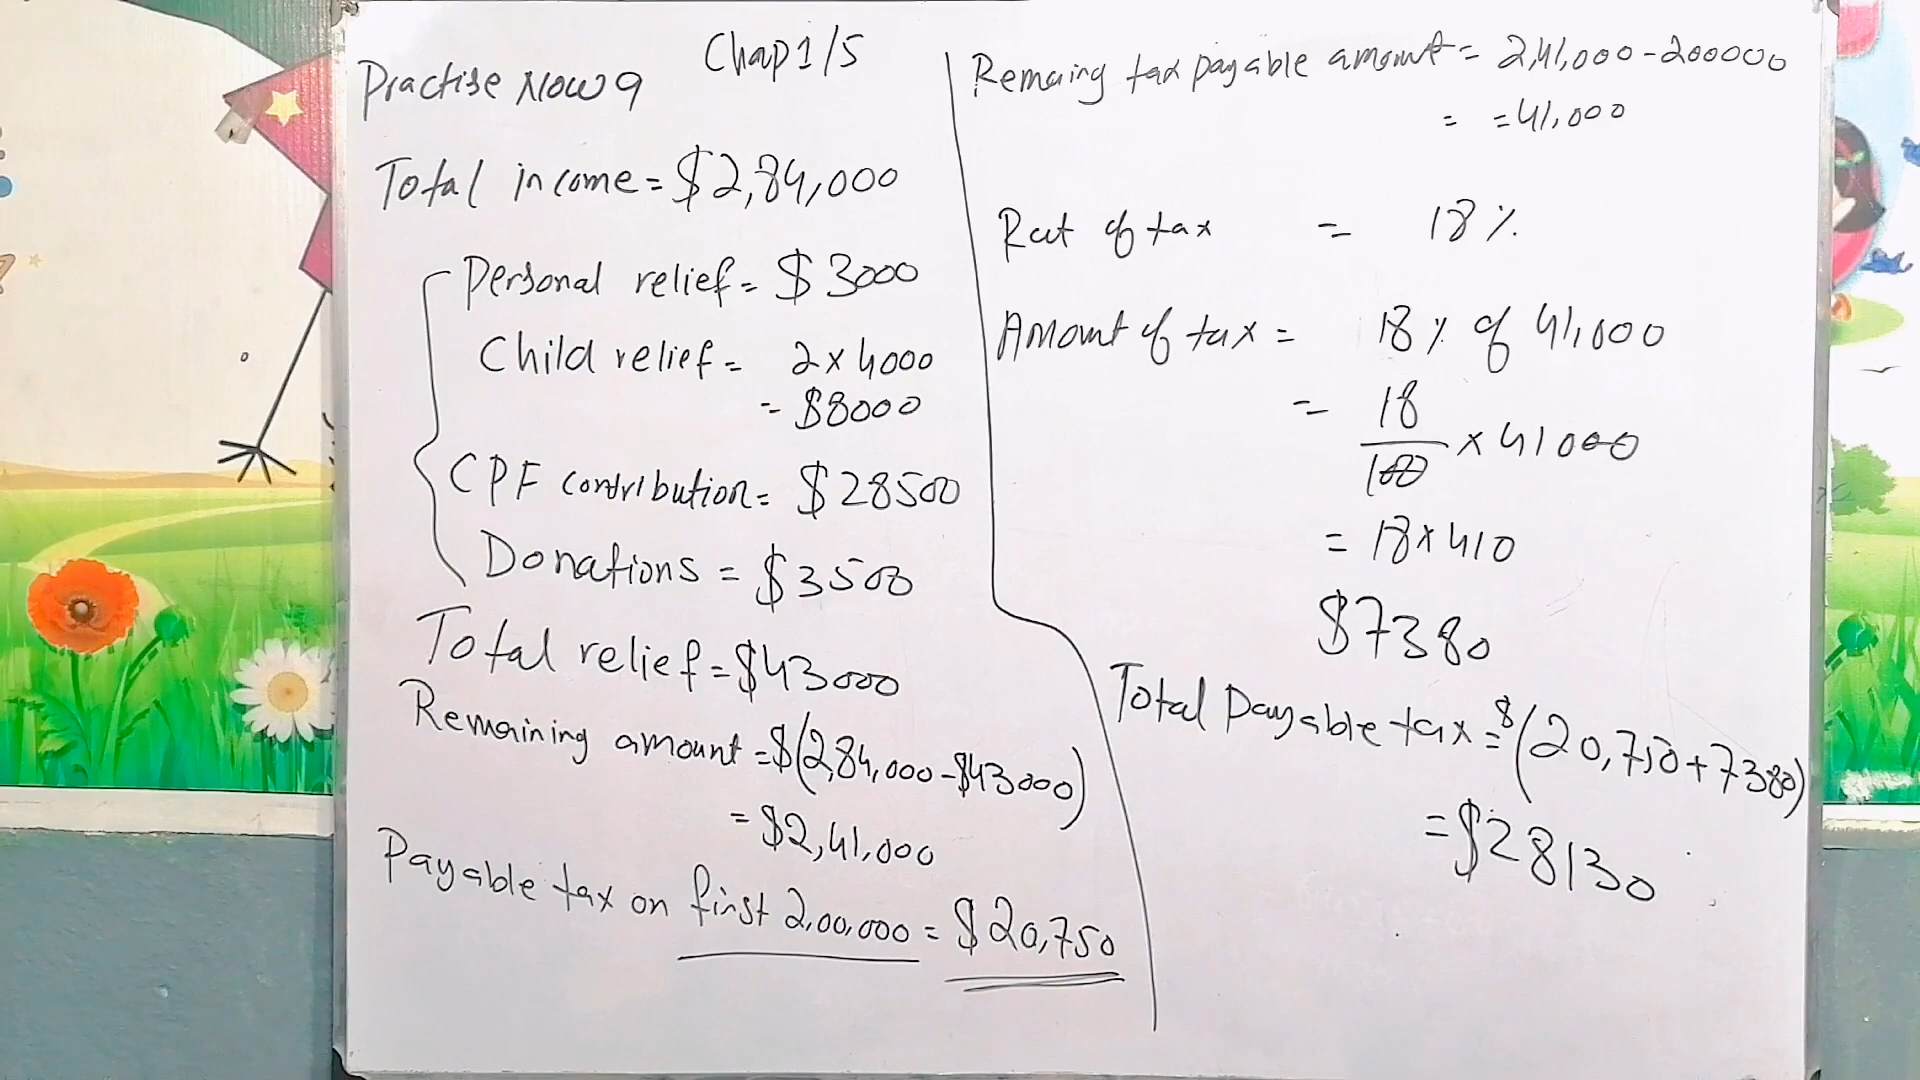 Chap1/5
Practise Now 9
Total income = $2,84,000
Personal relief = $3000
Child relief = 2 x 4000
= $8000
CPF contribution = $28500
Donations = $3500
Total relief = $43000
Remaining amount = $(2,84,000 - $43000)
= $2,41,000
Payable tax on first 2,00,000 = $20,750
Remaing tax payable amount = 2,41,000 - 200000
= = 41,000
Rat of tax = 18%
Amount of tax = 18% of 41,000
= 18
100 x 41000
= 18 x 410
$7380
Total Payable tax = $(20,750 + 7380)
= $28130